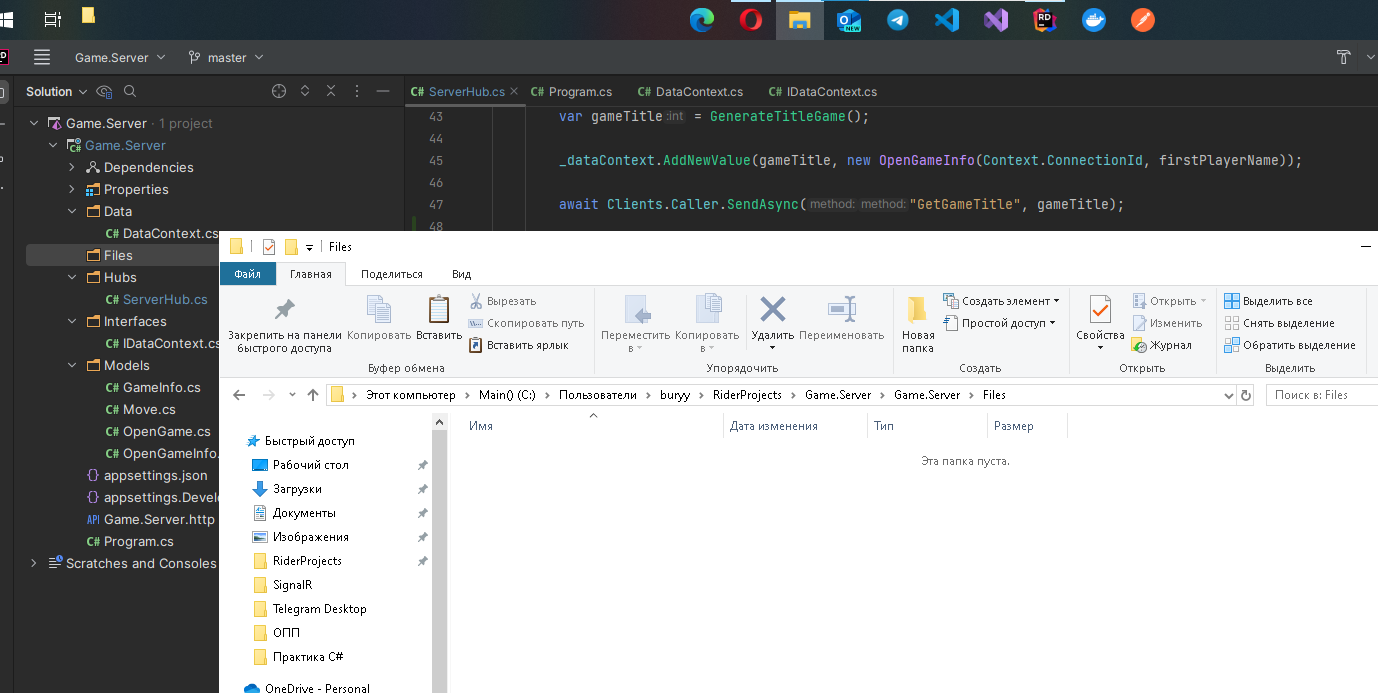 NEW
RD
Game.Server
master
Solution
C# ServerHub.cs
C# Program.cs
C# DataContext.cs
C# IDataContext.cs
Game.Server · 1 project
Game.Server
Dependencies
Properties
Data
C# DataContext.cs
Files
Hubs
C# ServerHub.cs
Interfaces
C# IDataContext.cs
Models
C# GameInfo.cs
C# Move.cs
C# OpenGame.cs
C# OpenGameInfo.
{} appsettings.json
{} appsettings.Devel
API Game.Server.http
C# Program.cs
Scratches and Consoles
43 var gameTitle :int = GenerateTitleGame();
44
45 _dataContext.AddNewValue(gameTitle, new OpenGameInfo(Context.ConnectionId, firstPlayerName));
46
47 await Clients.Caller.SendAsync( method: method: "GetGameTitle", gameTitle);
48
Files
Файл Главная Поделиться Вид
Закрепить на панели
быстрого доступа
Копировать
Вставить
Вырезать
Скопировать путь
Вставить ярлык
Буфер обмена
Переместить
в
Копировать
в
Удалить
Переименовать
Упорядочить
Новая
папка
Создать элемент
Простой доступ
Создать
Свойства
Открыть
Изменить
Журнал
Открыть
Выделить все
Снять выделение
Обратить выделение
Выделить
Этот компьютер > Main() (C:) > Пользователи > buryy > RiderProjects > Game.Server > Game.Server > Files
Поиск в: Files
Имя Дата изменения Тип Размер
Эта папка пуста.
Быстрый доступ
Рабочий стол
Загрузки
Документы
Изображения
RiderProjects
SignalR
Telegram Desktop
ОПП
Практика C#
OneDrive - Personal